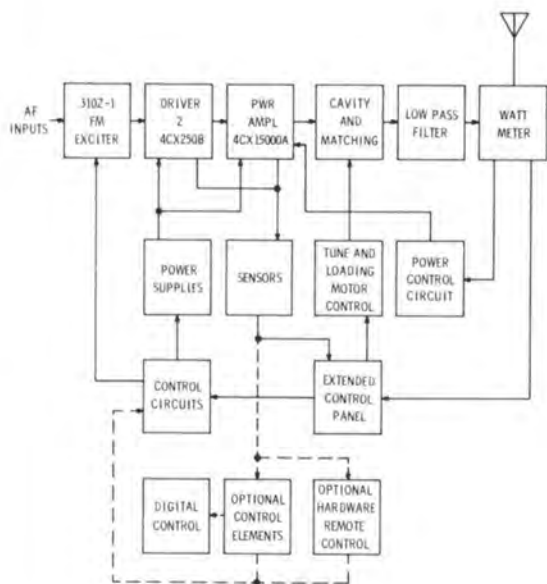 AF
INPUTS
310Z-1
FM
EXCITER
DRIVER
2
4CX250B
PWR
AMPL
4CX15000A
CAVITY
AND
MATCHING
LOW PASS
FILTER
WATT
METER
POWER
SUPPLIES
SENSORS
TUNE AND
LOADING
MOTOR
CONTROL
POWER
CONTROL
CIRCUIT
CONTROL
CIRCUITS
EXTENDED
CONTROL
PANEL
DIGITAL
CONTROL
OPTIONAL
CONTROL
ELEMENTS
OPTIONAL
HARDWARE
REMOTE
CONTROL